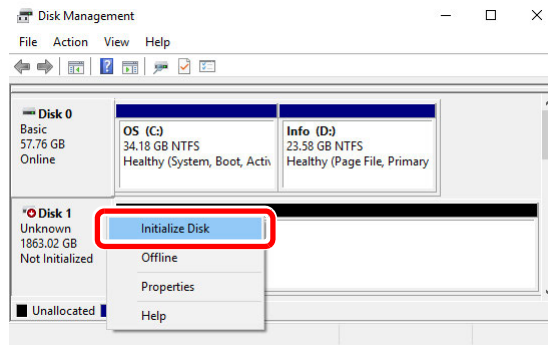 Disk Management
File Action View Help
Disk 0
Basic
57.76 GB
Online
OS (C:)
34.18 GB NTFS
Healthy (System, Boot, Activ
Info (D:)
23.58 GB NTFS
Healthy (Page File, Primary
Disk 1
Unknown
1863.02 GB
Not Initialized
Initialize Disk
Offline
Properties
Help
Unallocated